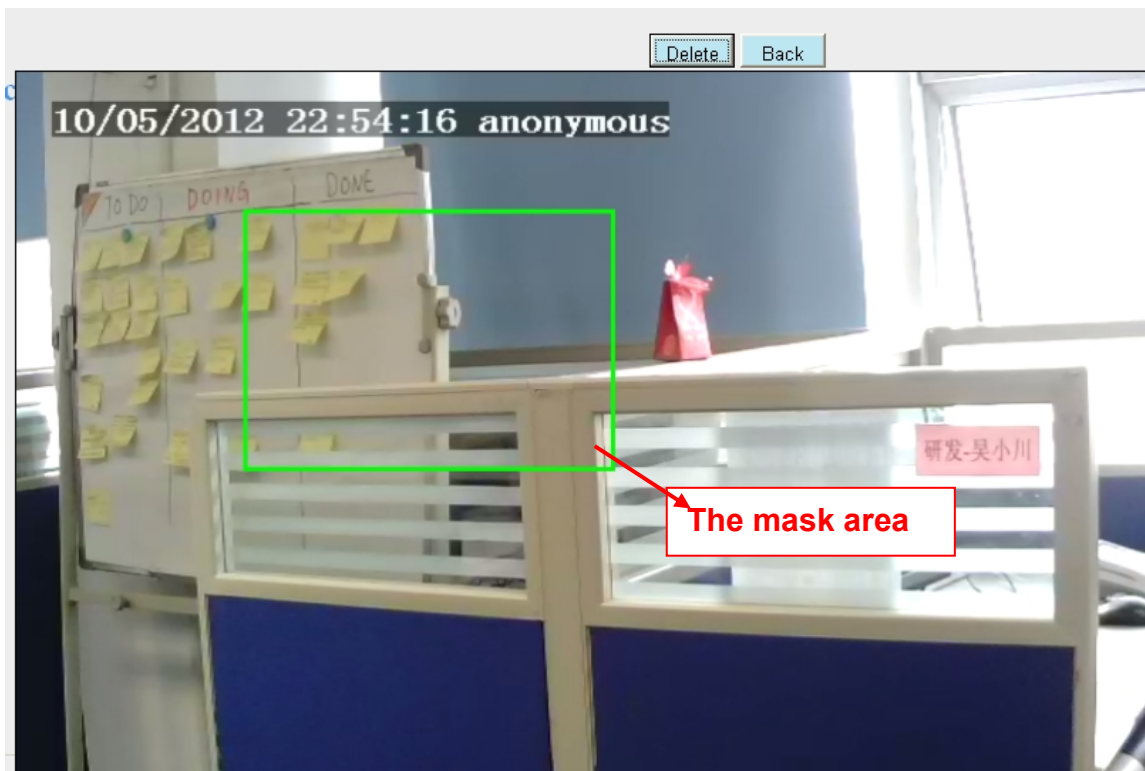 Delete Back
10/05/2012 22:54:16 anonymous
TO DO DOING DONE
研发-吴小川
The mask area